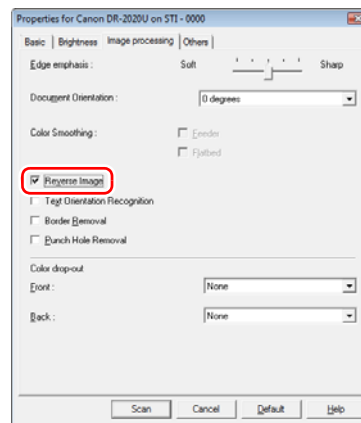 Properties for Canon DR-2020U on STI - 0000
Basic Brightness Image processing Others
Edge emphasis : Soft Sharp
Document Orientation : 0 degrees
Color Smoothing : Feeder
Flatbed
Reverse Image
Text Orientation Recognition
Border Removal
Punch Hole Removal
Color drop-out
Front : None
Back : None
Scan Cancel Default Help